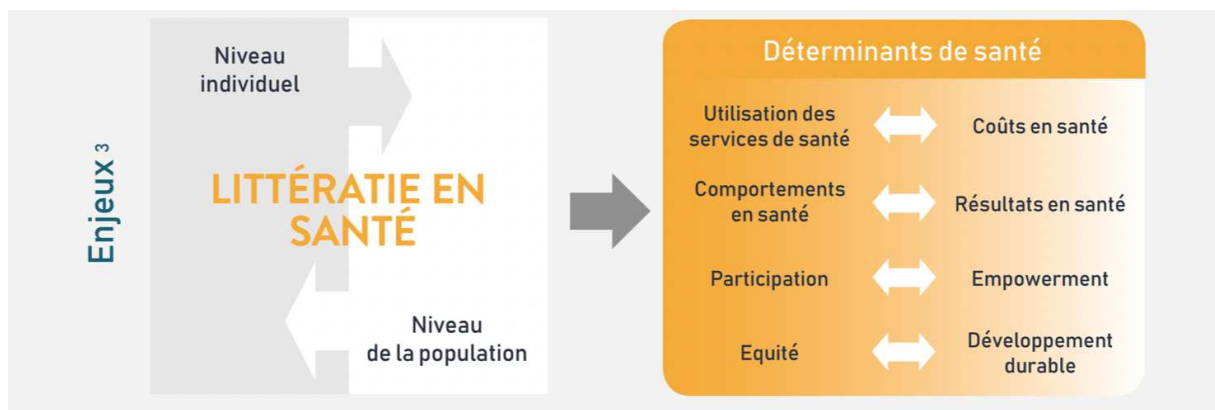 Enjeux ³
Niveau
individuel
LITTÉRATIE EN
SANTÉ
Niveau
de la population
Déterminants de santé
Utilisation des
services de santé
Coûts en santé
Comportements
en santé
Résultats en santé
Participation
Empowerment
Equité
Développement
durable